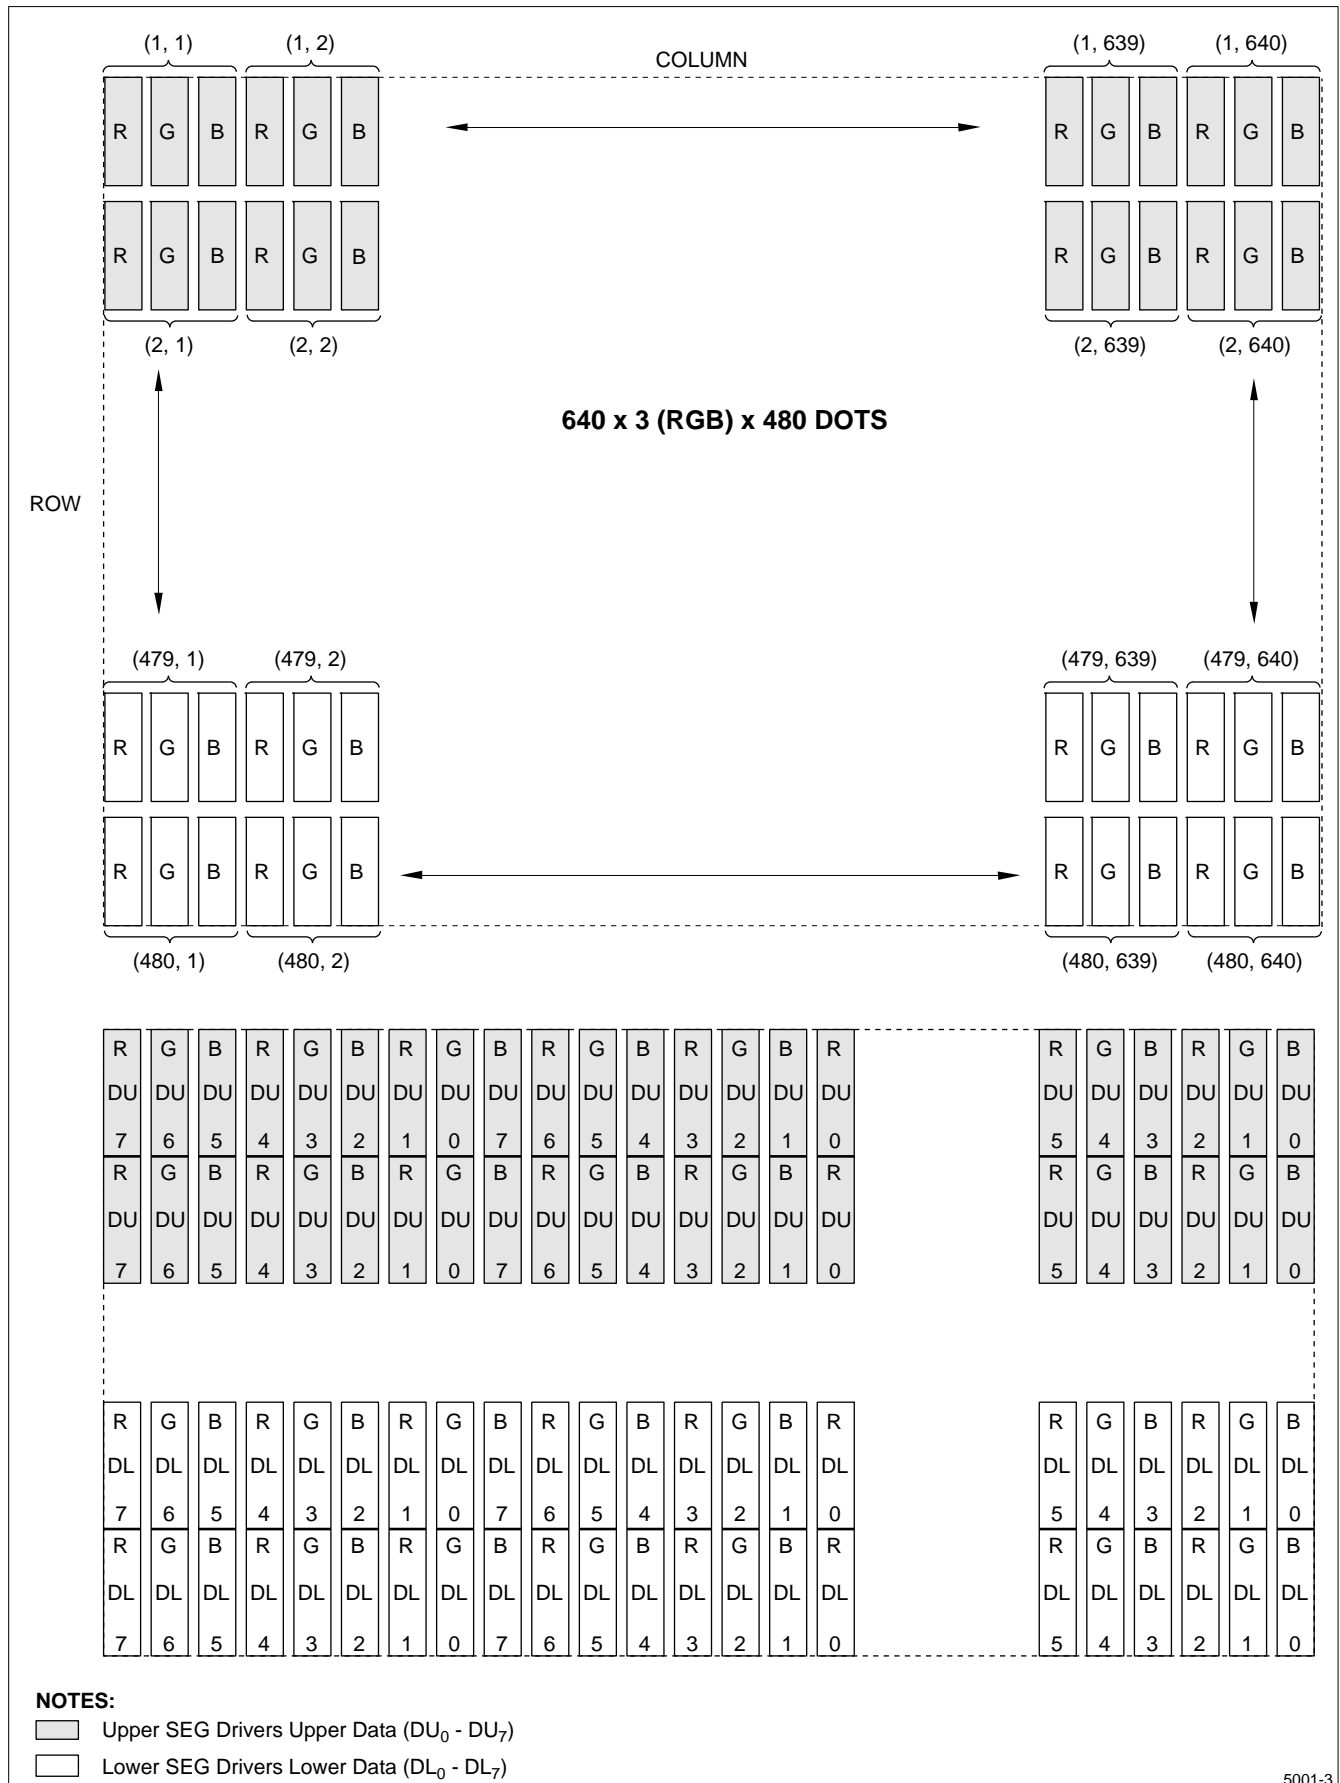 (1, 1) (1, 2) COLUMN (1, 639) (1, 640)
R G B R G B R G B R G B
R G B R G B R G B R G B
(2, 1) (2, 2) (2, 639) (2, 640)
640 x 3 (RGB) x 480 DOTS
ROW
(479, 1) (479, 2) (479, 639) (479, 640)
R G B R G B R G B R G B
R G B R G B R G B R G B
(480, 1) (480, 2) (480, 639) (480, 640)
R G B R G B R G B R G B R G B R R G B R G B
DU DU DU DU DU DU DU DU DU DU DU DU DU DU DU DU DU DU DU DU DU DU
7 6 5 4 3 2 1 0 7 6 5 4 3 2 1 0 5 4 3 2 1 0
R G B R G B R G B R G B R G B R R G B R G B
DU DU DU DU DU DU DU DU DU DU DU DU DU DU DU DU DU DU DU DU DU DU
7 6 5 4 3 2 1 0 7 6 5 4 3 2 1 0 5 4 3 2 1 0
R G B R G B R G B R G B R G B R R G B R G B
DL DL DL DL DL DL DL DL DL DL DL DL DL DL DL DL DL DL DL DL DL DL
7 6 5 4 3 2 1 0 7 6 5 4 3 2 1 0 5 4 3 2 1 0
R G B R G B R G B R G B R G B R R G B R G B
DL DL DL DL DL DL DL DL DL DL DL DL DL DL DL DL DL DL DL DL DL DL
7 6 5 4 3 2 1 0 7 6 5 4 3 2 1 0 5 4 3 2 1 0
NOTES:
Upper SEG Drivers Upper Data (DU0 - DU7)
Lower SEG Drivers Lower Data (DL0 - DL7)
5001-3